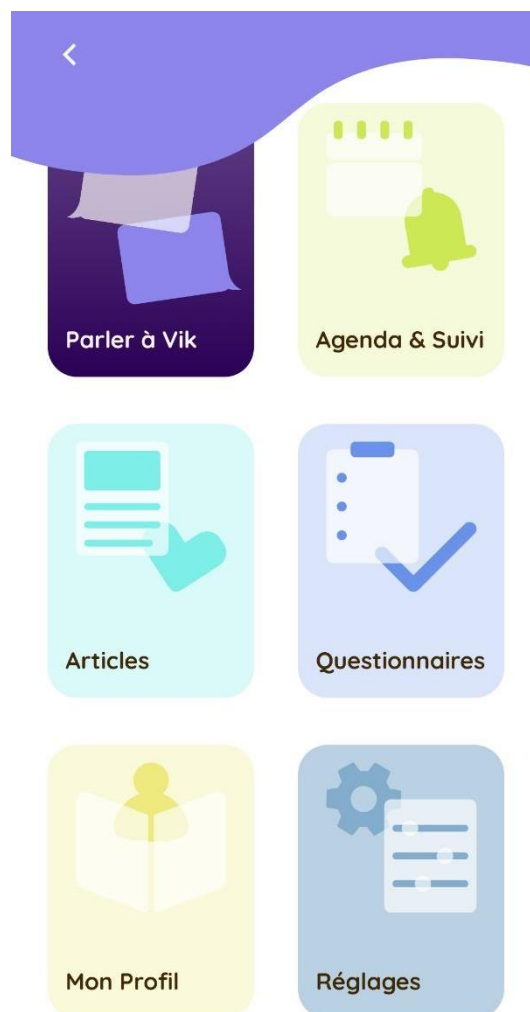 Parler à Vik
Agenda & Suivi
Articles
Questionnaires
Mon Profil
Réglages